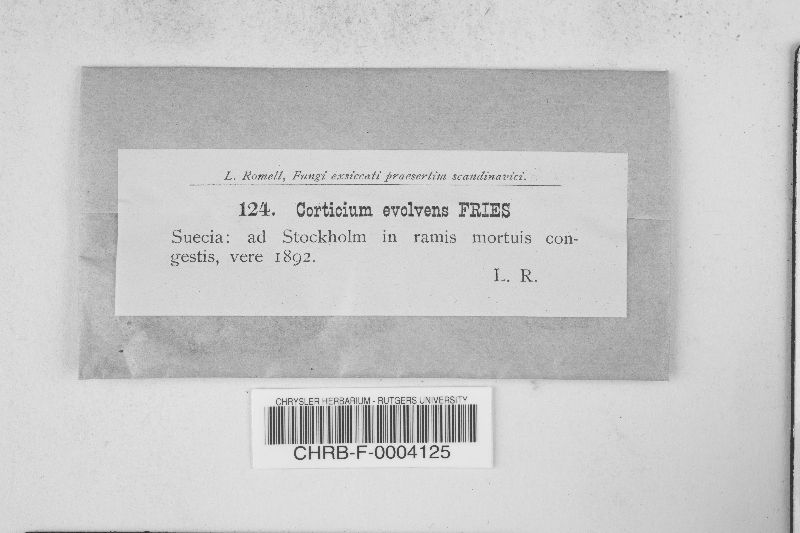 L. Romell, Fungi exsiccati praesertim scandinavici.
124. Corticium evolvens FRIES
Suecia: ad Stockholm in ramis mortuis con-
gestis, vere 1892.
L. R.
CHRYSLER HERBARIUM - RUTGERS UNIVERSITY
CHRB-F-0004125